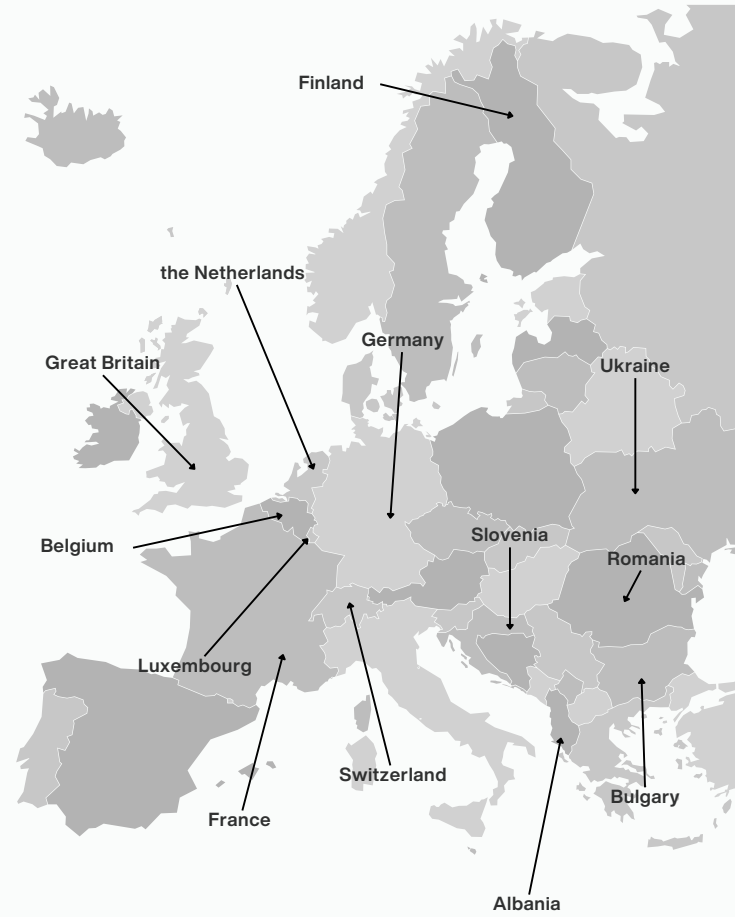 Finland
the Netherlands
Germany
Great Britain
Ukraine
Slovenia
Belgium
Romania
Luxembourg
Switzerland
Bulgary
France
Albania